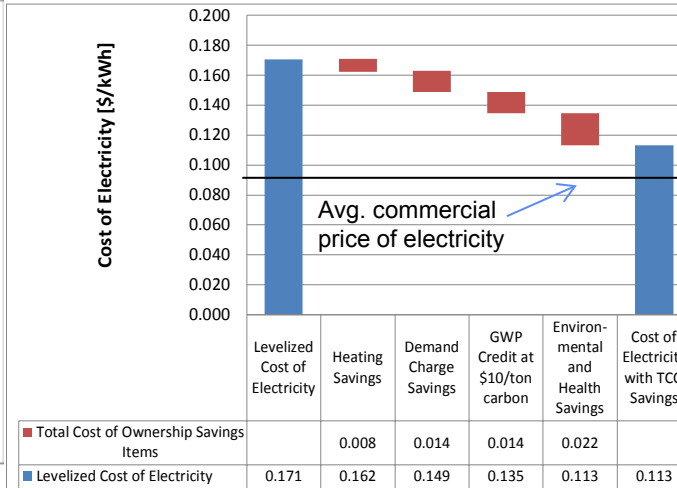 Cost of Electricity [$/kWh]
0.200
0.180
0.160
0.140
0.120
0.100
0.080
0.060
0.040
0.020
0.000
Avg. commercial
price of electricity
Levelized
Cost of
Electricity
Heating
Savings
Demand
Charge
Savings
GWP
Credit at
$10/ton
carbon
Environ-
mental
and
Health
Savings
Cost of
Electricit
with TCO
Savings
Total Cost of Ownership Savings
Items
0.008 0.014 0.014 0.022
Levelized Cost of Electricity 0.171 0.162 0.149 0.135 0.113 0.113